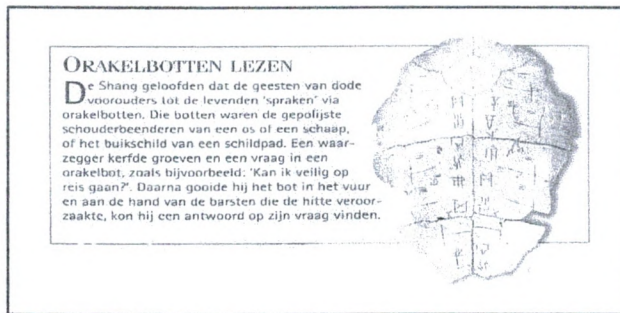 ORAKELBOTTEN LEZEN
De Shang geloofden dat de geesten van dode
voorouders tot de levenden 'spraken' via
orakelbotten. Die botten waren de gepolijste
schouderbeenderen van een os of een schaap,
of het buikschild van een schildpad. Een waar-
zegger kerfde groeven en een vraag in een
orakelbot, zoals bijvoorbeeld: 'Kan ik veilig op
reis gaan?'. Daarna gooide hij het bot in het vuur
en aan de hand van de barsten die de hitte veroor-
zaakte, kon hij een antwoord op zijn vraag vinden.